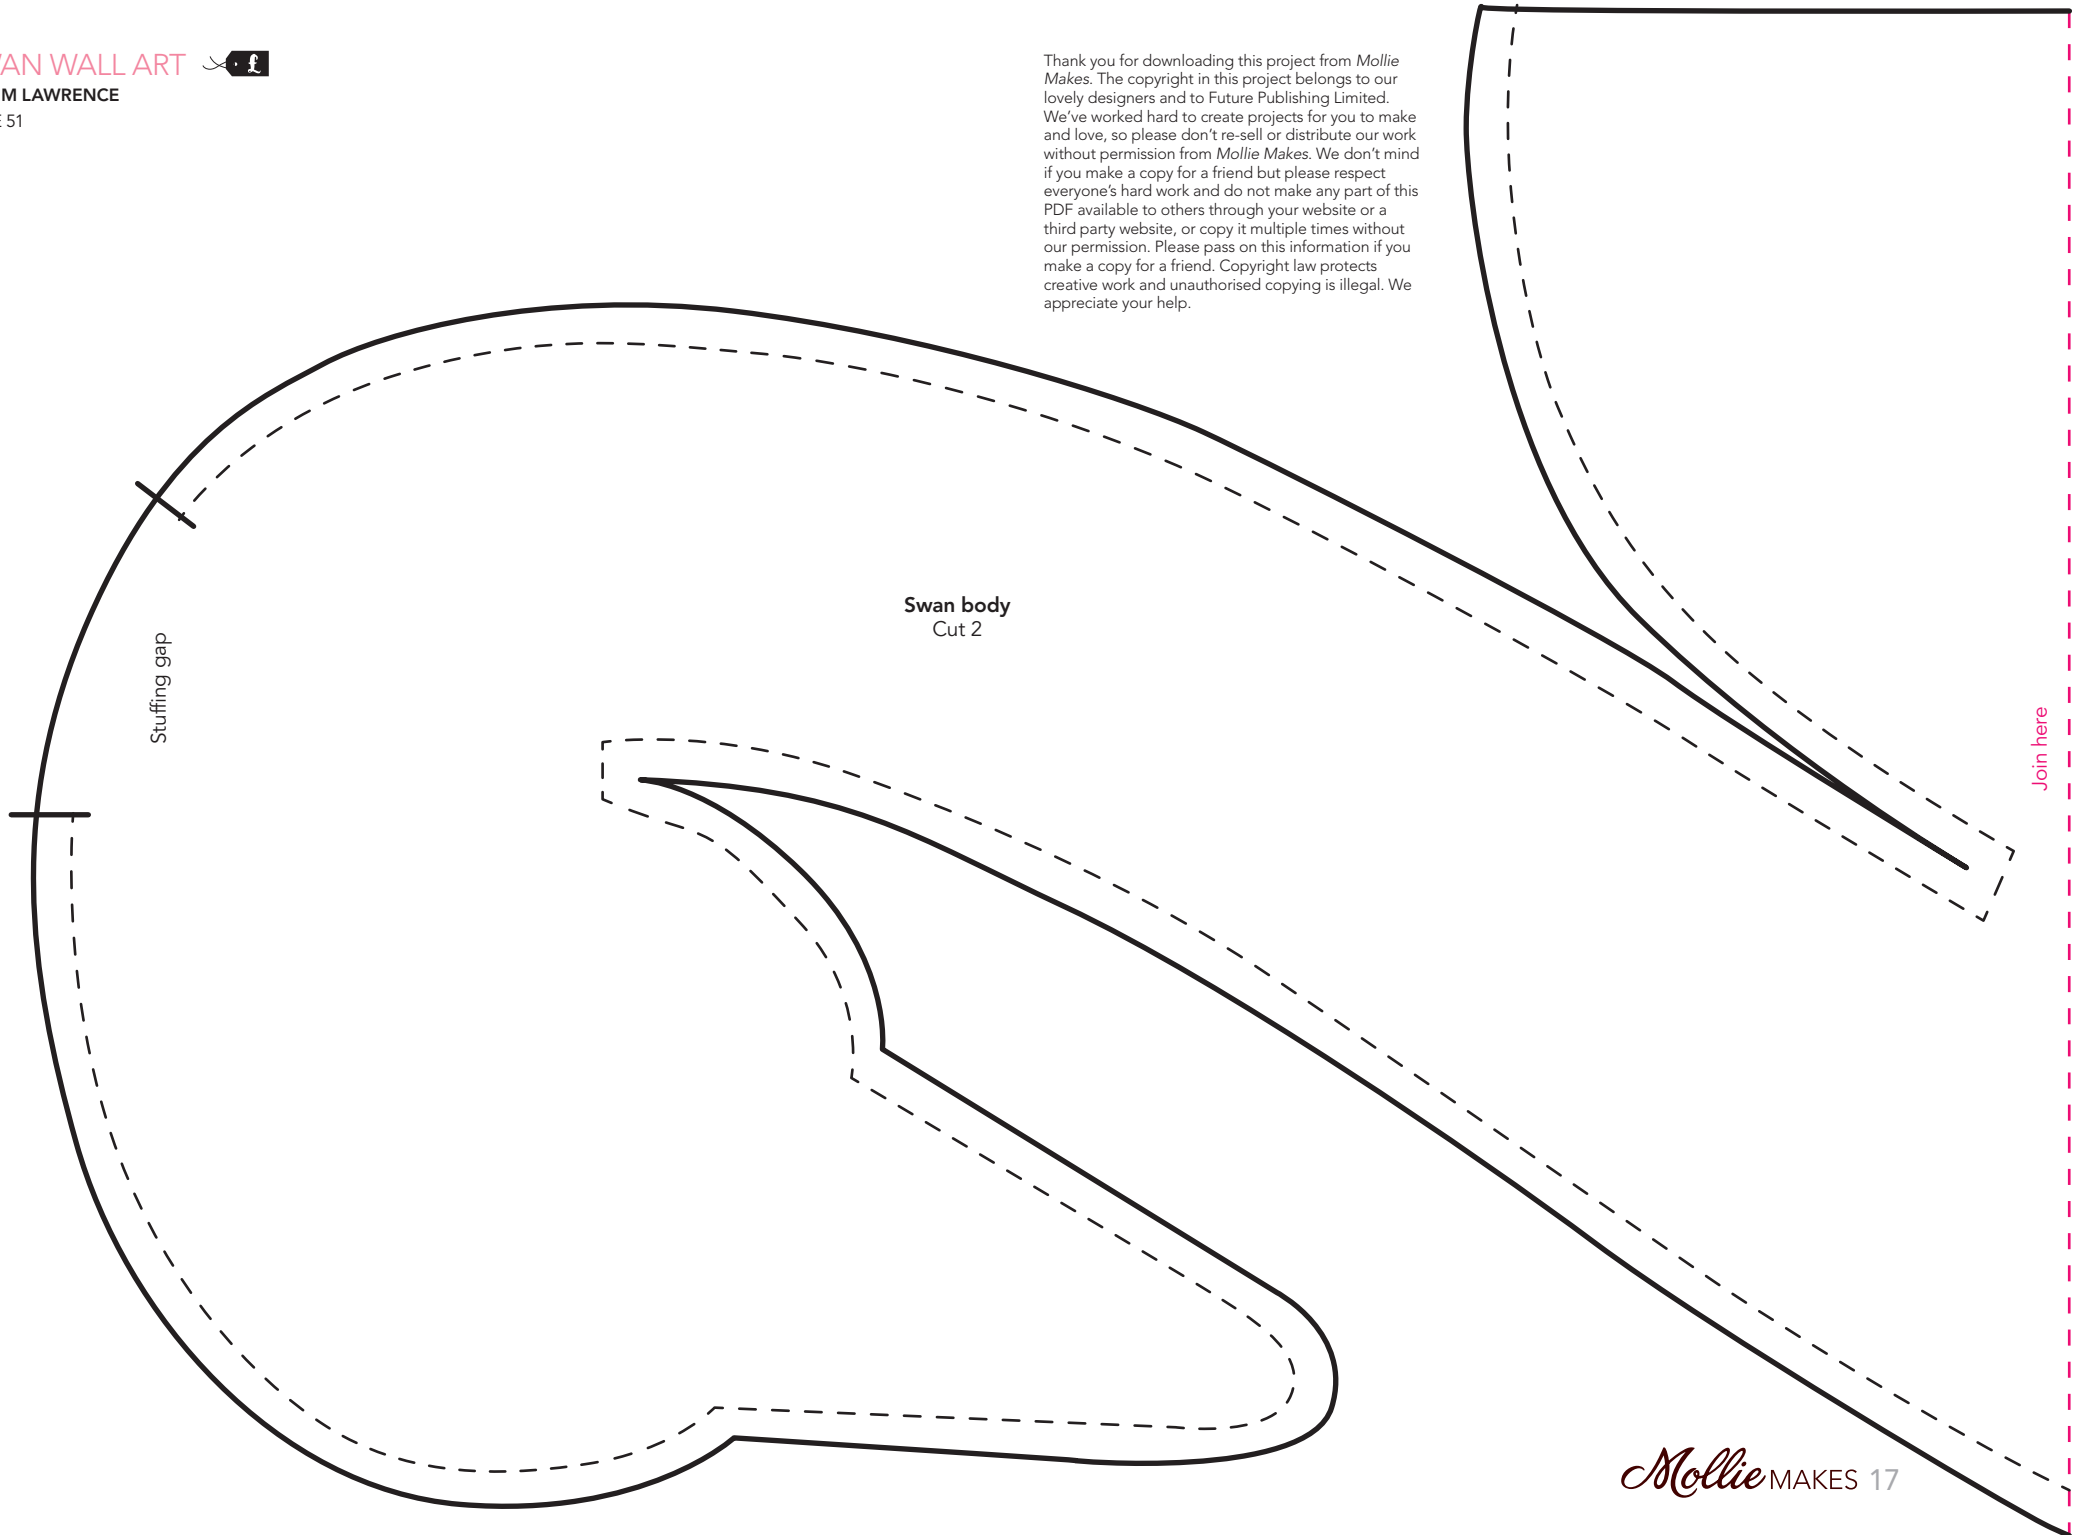 AN WALL ART £
M LAWRENCE
51
Thank you for downloading this project from Mollie
Makes. The copyright in this project belongs to our
lovely designers and to Future Publishing Limited.
We’ve worked hard to create projects for you to make
and love, so please don’t re-sell or distribute our work
without permission from Mollie Makes. We don’t mind
if you make a copy for a friend but please respect
everyone’s hard work and do not make any part of this
PDF available to others through your website or a
third party website, or copy it multiple times without
our permission. Please pass on this information if you
make a copy for a friend. Copyright law protects
creative work and unauthorised copying is illegal. We
appreciate your help.
Swan body
Cut 2
Stuffing gap
Join here
Mollie MAKES 17